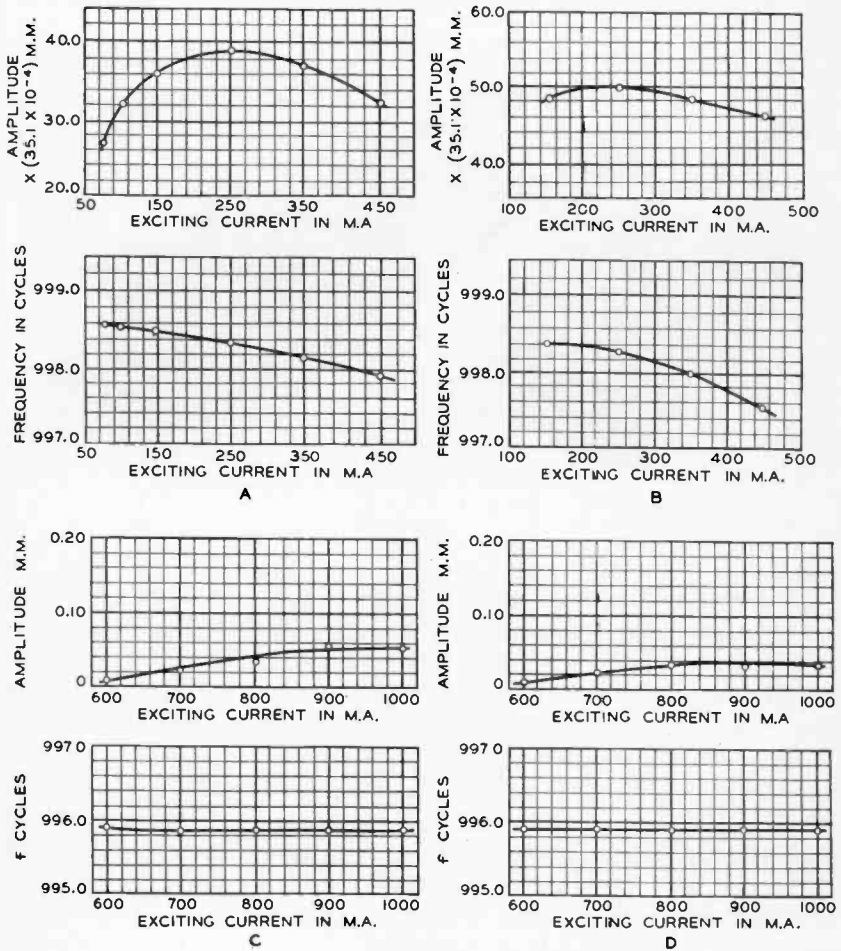 AMPLITUDE
X (35.1 X 10-4) M.M.
40.0
30.0
20.0
50 150 250 350 450
EXCITING CURRENT IN M.A
AMPLITUDE
X (35.1 X 10-4) M.M.
60.0
50.0
40.0
100 200 300 400 500
EXCITING CURRENT IN M.A.
FREQUENCY IN CYCLES
999.0
998.0
997.0
50 150 250 350 450
EXCITING CURRENT IN M.A.
A
FREQUENCY IN CYCLES
999.0
998.0
997.0
100 200 300 400 500
EXCITING CURRENT IN M.A.
B
AMPLITUDE M.M.
0.20
0.10
0
600 700 800 900 1000
EXCITING CURRENT IN M.A.
AMPLITUDE M.M.
0.20
0.10
0
600 700 800 900 1000
EXCITING CURRENT IN M.A
f CYCLES
997 0
996.0
995.0
600 700 800 900 1000
EXCITING CURRENT IN M.A.
C
f CYCLES
997 0
996.0
995.0
600 700 800 900 1000
EXCITING CURRENT IN M.A.
D